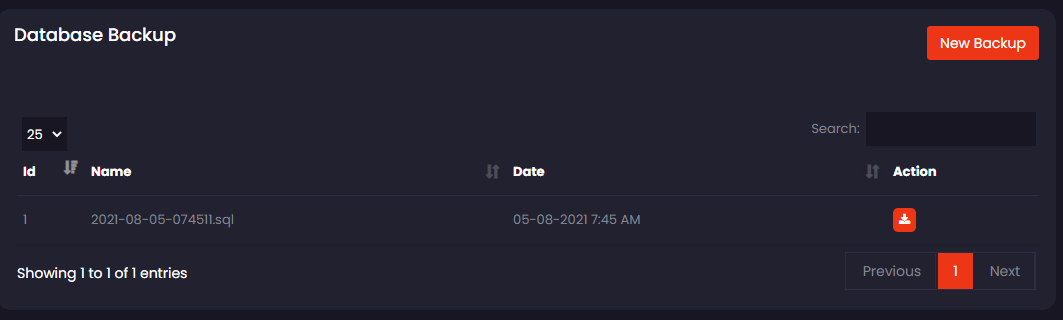 Database Backup
New Backup
25
Search:
Id Name Date Action
1 2021-08-05-074511.sql 05-08-2021 7:45 AM
Showing 1 to 1 of 1 entries
Previous 1 Next